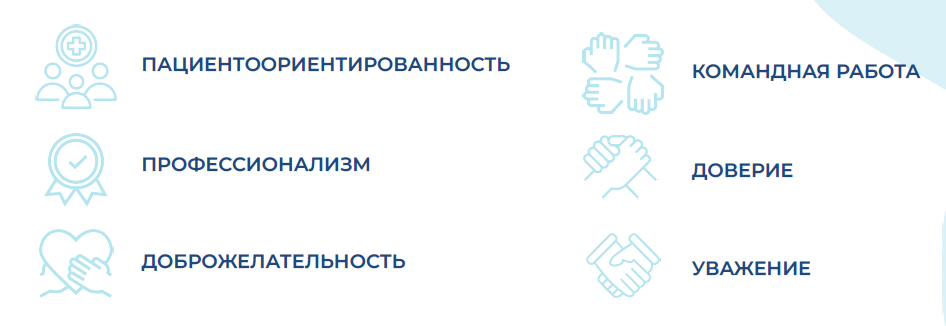 ПАЦИЕНТООРИЕНТИРОВАННОСТЬ
ПРОФЕССИОНАЛИЗМ
ДОБРОЖЕЛАТЕЛЬНОСТЬ
КОМАНДНАЯ РАБОТА
ДОВЕРИЕ
УВАЖЕНИЕ